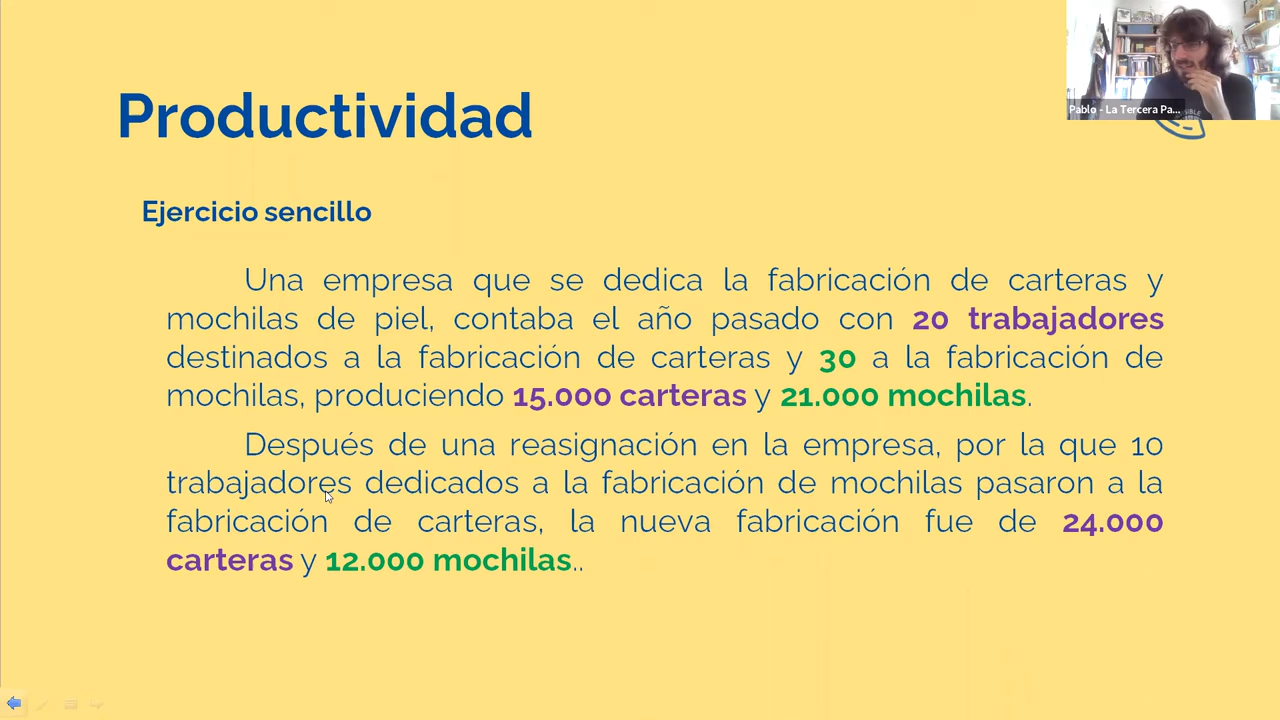 Productividad
Pablo - La Tercera Pa...
Ejercicio sencillo
Una empresa que se dedica la fabricación de carteras y
mochilas de piel, contaba el año pasado con 20 trabajadores
destinados a la fabricación de carteras y 30 a la fabricación de
mochilas, produciendo 15.000 carteras y 21.000 mochilas.
Después de una reasignación en la empresa, por la que 10
trabajadores dedicados a la fabricación de mochilas pasaron a la
fabricación de carteras, la nueva fabricación fue de 24.000
carteras y 12.000 mochilas..